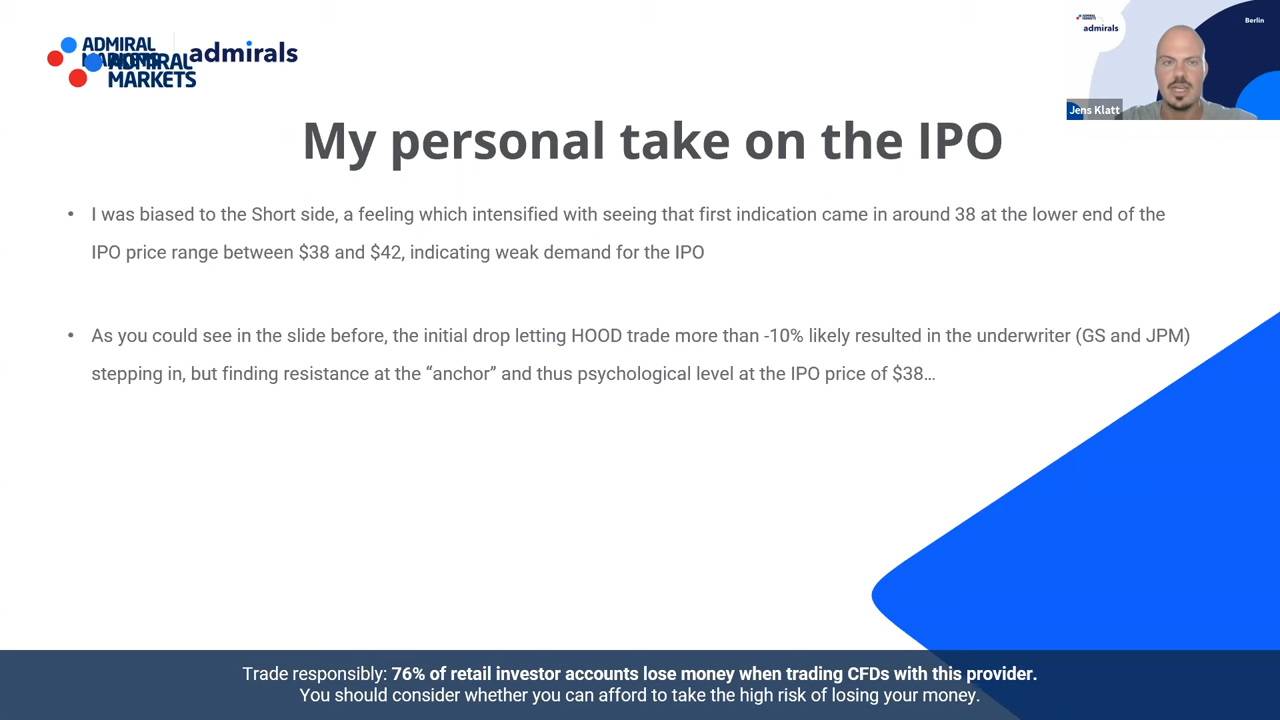 ADMIRAL
MARKETS
ADMIRAL
MARKETS
admirals
ADMIRAL
MARKETS
admirals
Berlin
Jens Klatt
My personal take on the IPO
• I was biased to the Short side, a feeling which intensified with seeing that first indication came in around 38 at the lower end of the
IPO price range between $38 and $42, indicating weak demand for the IPO
• As you could see in the slide before, the initial drop letting HOOD trade more than -10% likely resulted in the underwriter (GS and JPM)
stepping in, but finding resistance at the “anchor” and thus psychological level at the IPO price of $38…
Trade responsibly: 76% of retail investor accounts lose money when trading CFDs with this provider.
You should consider whether you can afford to take the high risk of losing your money.